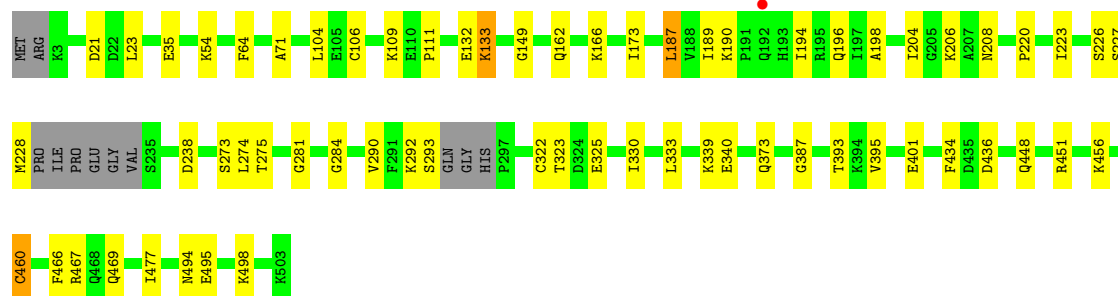 MET ARG K3 D21 D22 L23 E35 K54 F64 A71 L104 E105 C106 K109 E110 P111 E132 K133 G149 Q162 K166 I173 L187 V188 I189 K190 P191 Q192 H193 I194 R195 Q196 I197 A198 I204 G205 K206 A207 N208 P220 I223 S226 S227
M228 PRO ILE PRO GLU GLY VAL S235 D238 S273 L274 T275 G281 G284 V290 F291 K292 S293 GLN GLY HIS P297 C322 T323 D324 E325 I330 L333 K339 E340 Q373 G387 T393 K394 V395 E401 F434 D435 D436 Q448 R451 K456
C460 F466 R467 Q468 Q469 I477 N494 E495 K498 K503